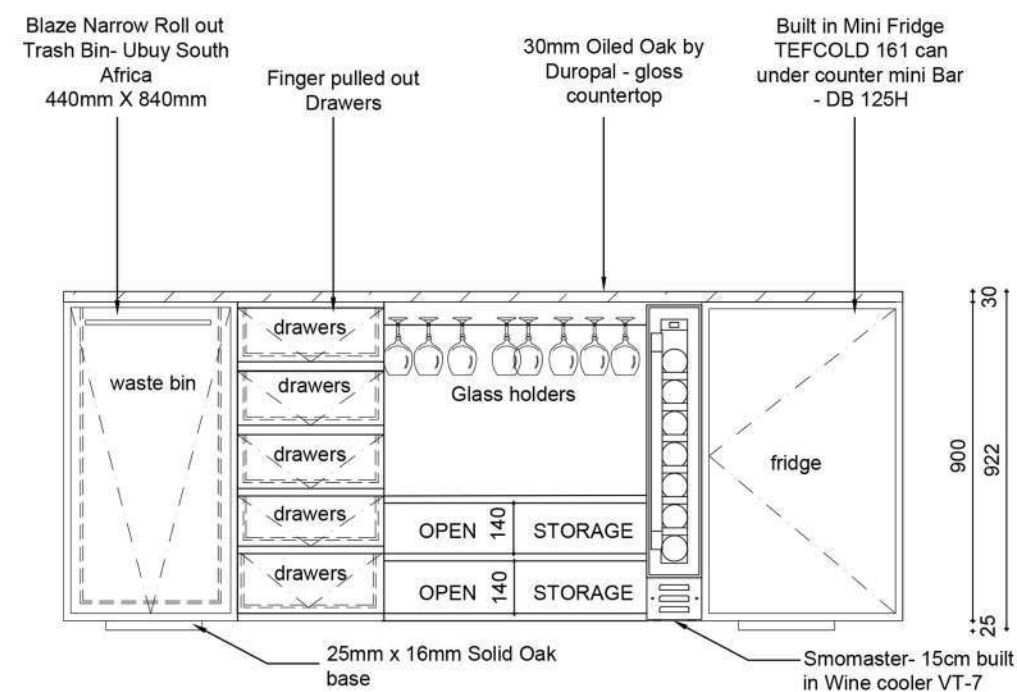 Blaze Narrow Roll out
Trash Bin- Ubuy South
Africa
440mm X 840mm
Finger pulled out
Drawers
30mm Oiled Oak by
Duropal - gloss
countertop
Built in Mini Fridge
TEFCOLD 161 can
under counter mini Bar
- DB 125H
30
drawers
waste bin
drawers
Glass holders
drawers
fridge
900
922
drawers
OPEN 140 STORAGE
drawers
OPEN 140 STORAGE
25
25mm x 16mm Solid Oak
base
Smomaster- 15cm built
in Wine cooler VT-7